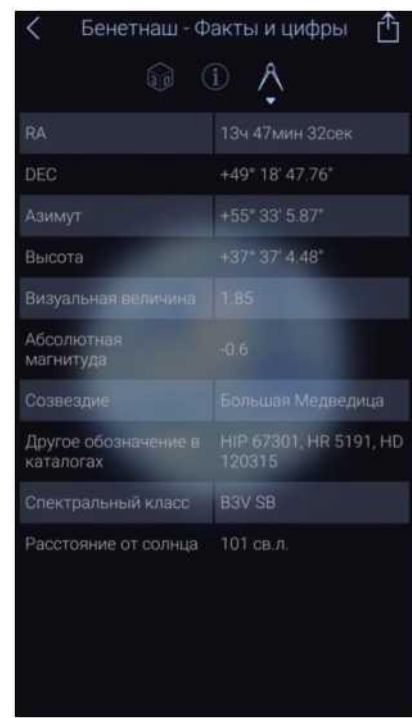 Бенетнаш - Факты и цифры
RA 13ч 47мин 32сек
DEC +49° 18' 47.76"
Азимут +55° 33' 5.87"
Высота +37° 37' 4.48"
Визуальная величина 1.85
Абсолютная
магнитуда -0.6
Созвездие Большая Медведица
Другое обозначение в
каталогах
HIP 67301, HR 5191, HD
120315
Спектральный класс B3V SB
Расстояние от солнца 101 св.л.